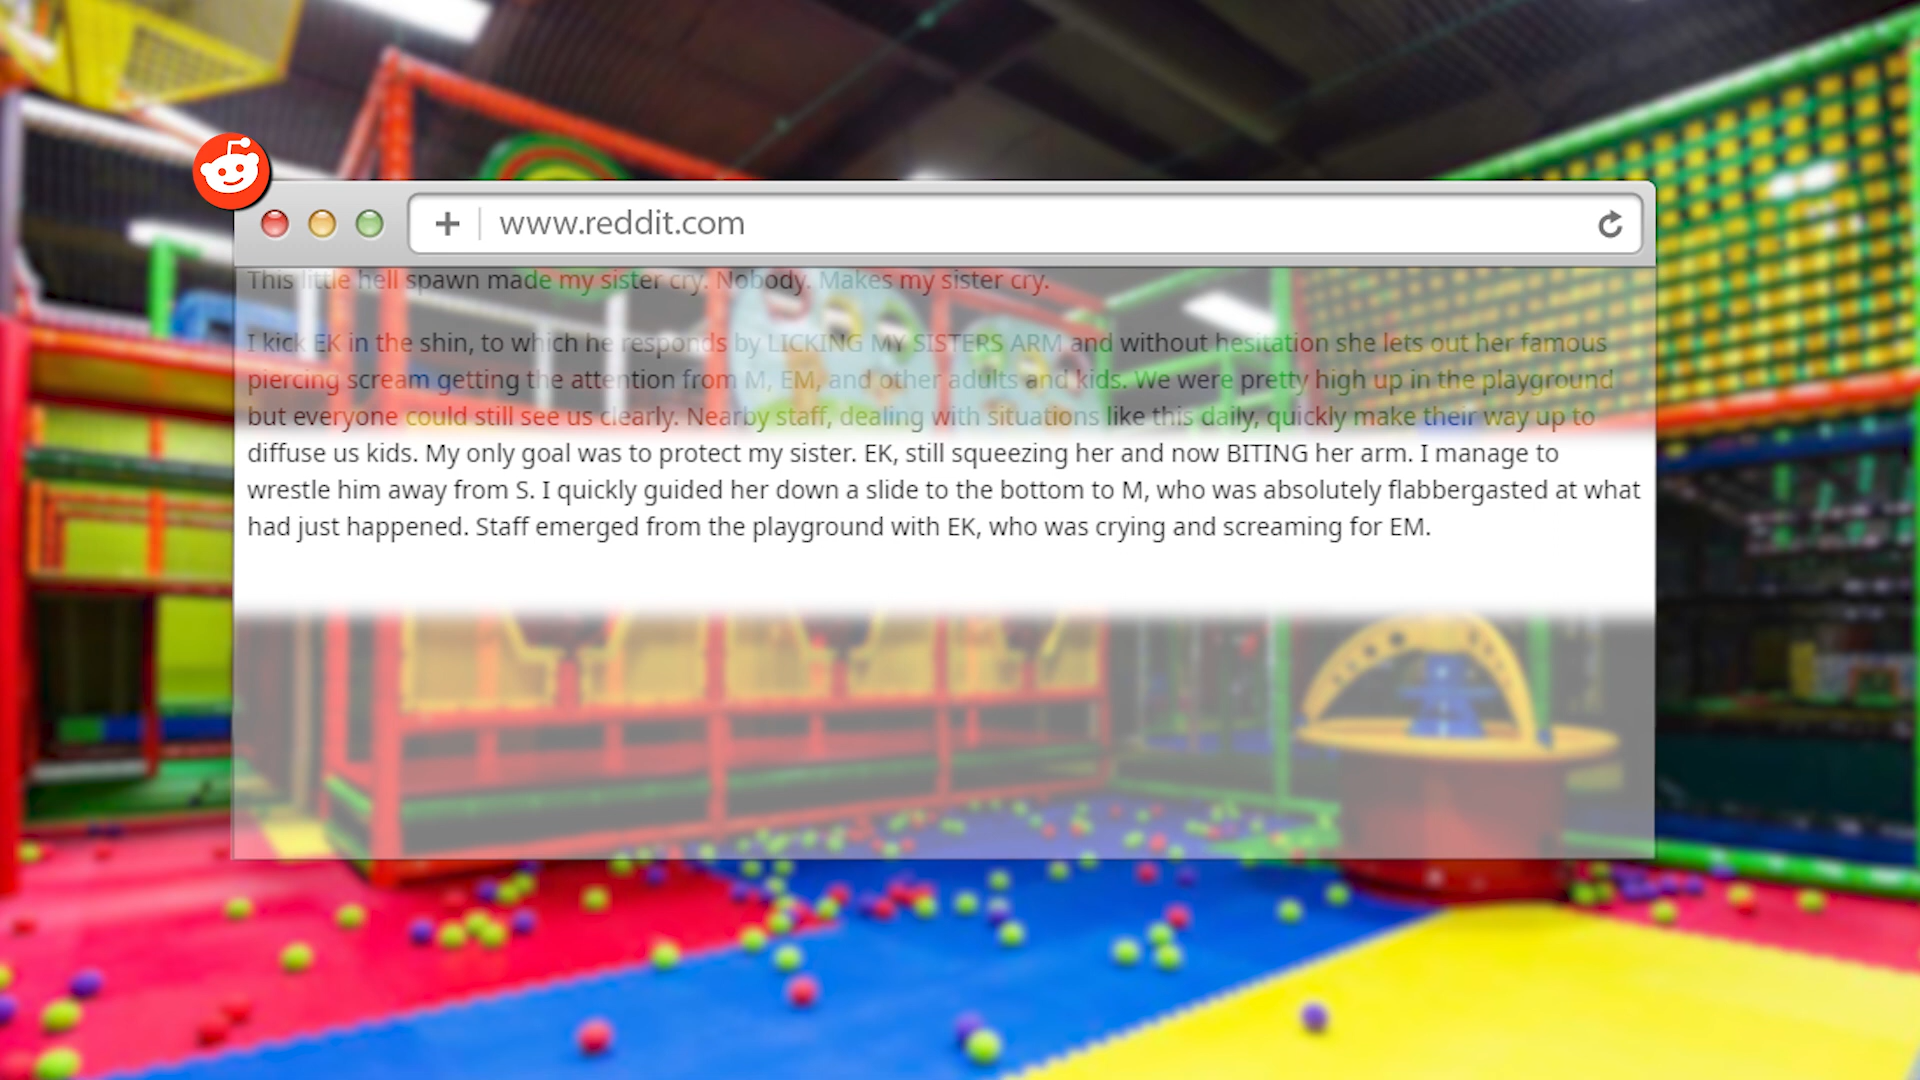 www.reddit.com
This little hell spawn made my sister cry. Nobody. Makes my sister cry.
I kick EK in the shin, to which he responds by LICKING MY SISTERS ARM and without hesitation she lets out her famous
piercing scream getting the attention from M, EM, and other adults and kids. We were pretty high up in the playground
but everyone could still see us clearly. Nearby staff, dealing with situations like this daily, quickly make their way up to
diffuse us kids. My only goal was to protect my sister. EK, still squeezing her and now BITING her arm. I manage to
wrestle him away from S. I quickly guided her down a slide to the bottom to M, who was absolutely flabbergasted at what
had just happened. Staff emerged from the playground with EK, who was crying and screaming for EM.